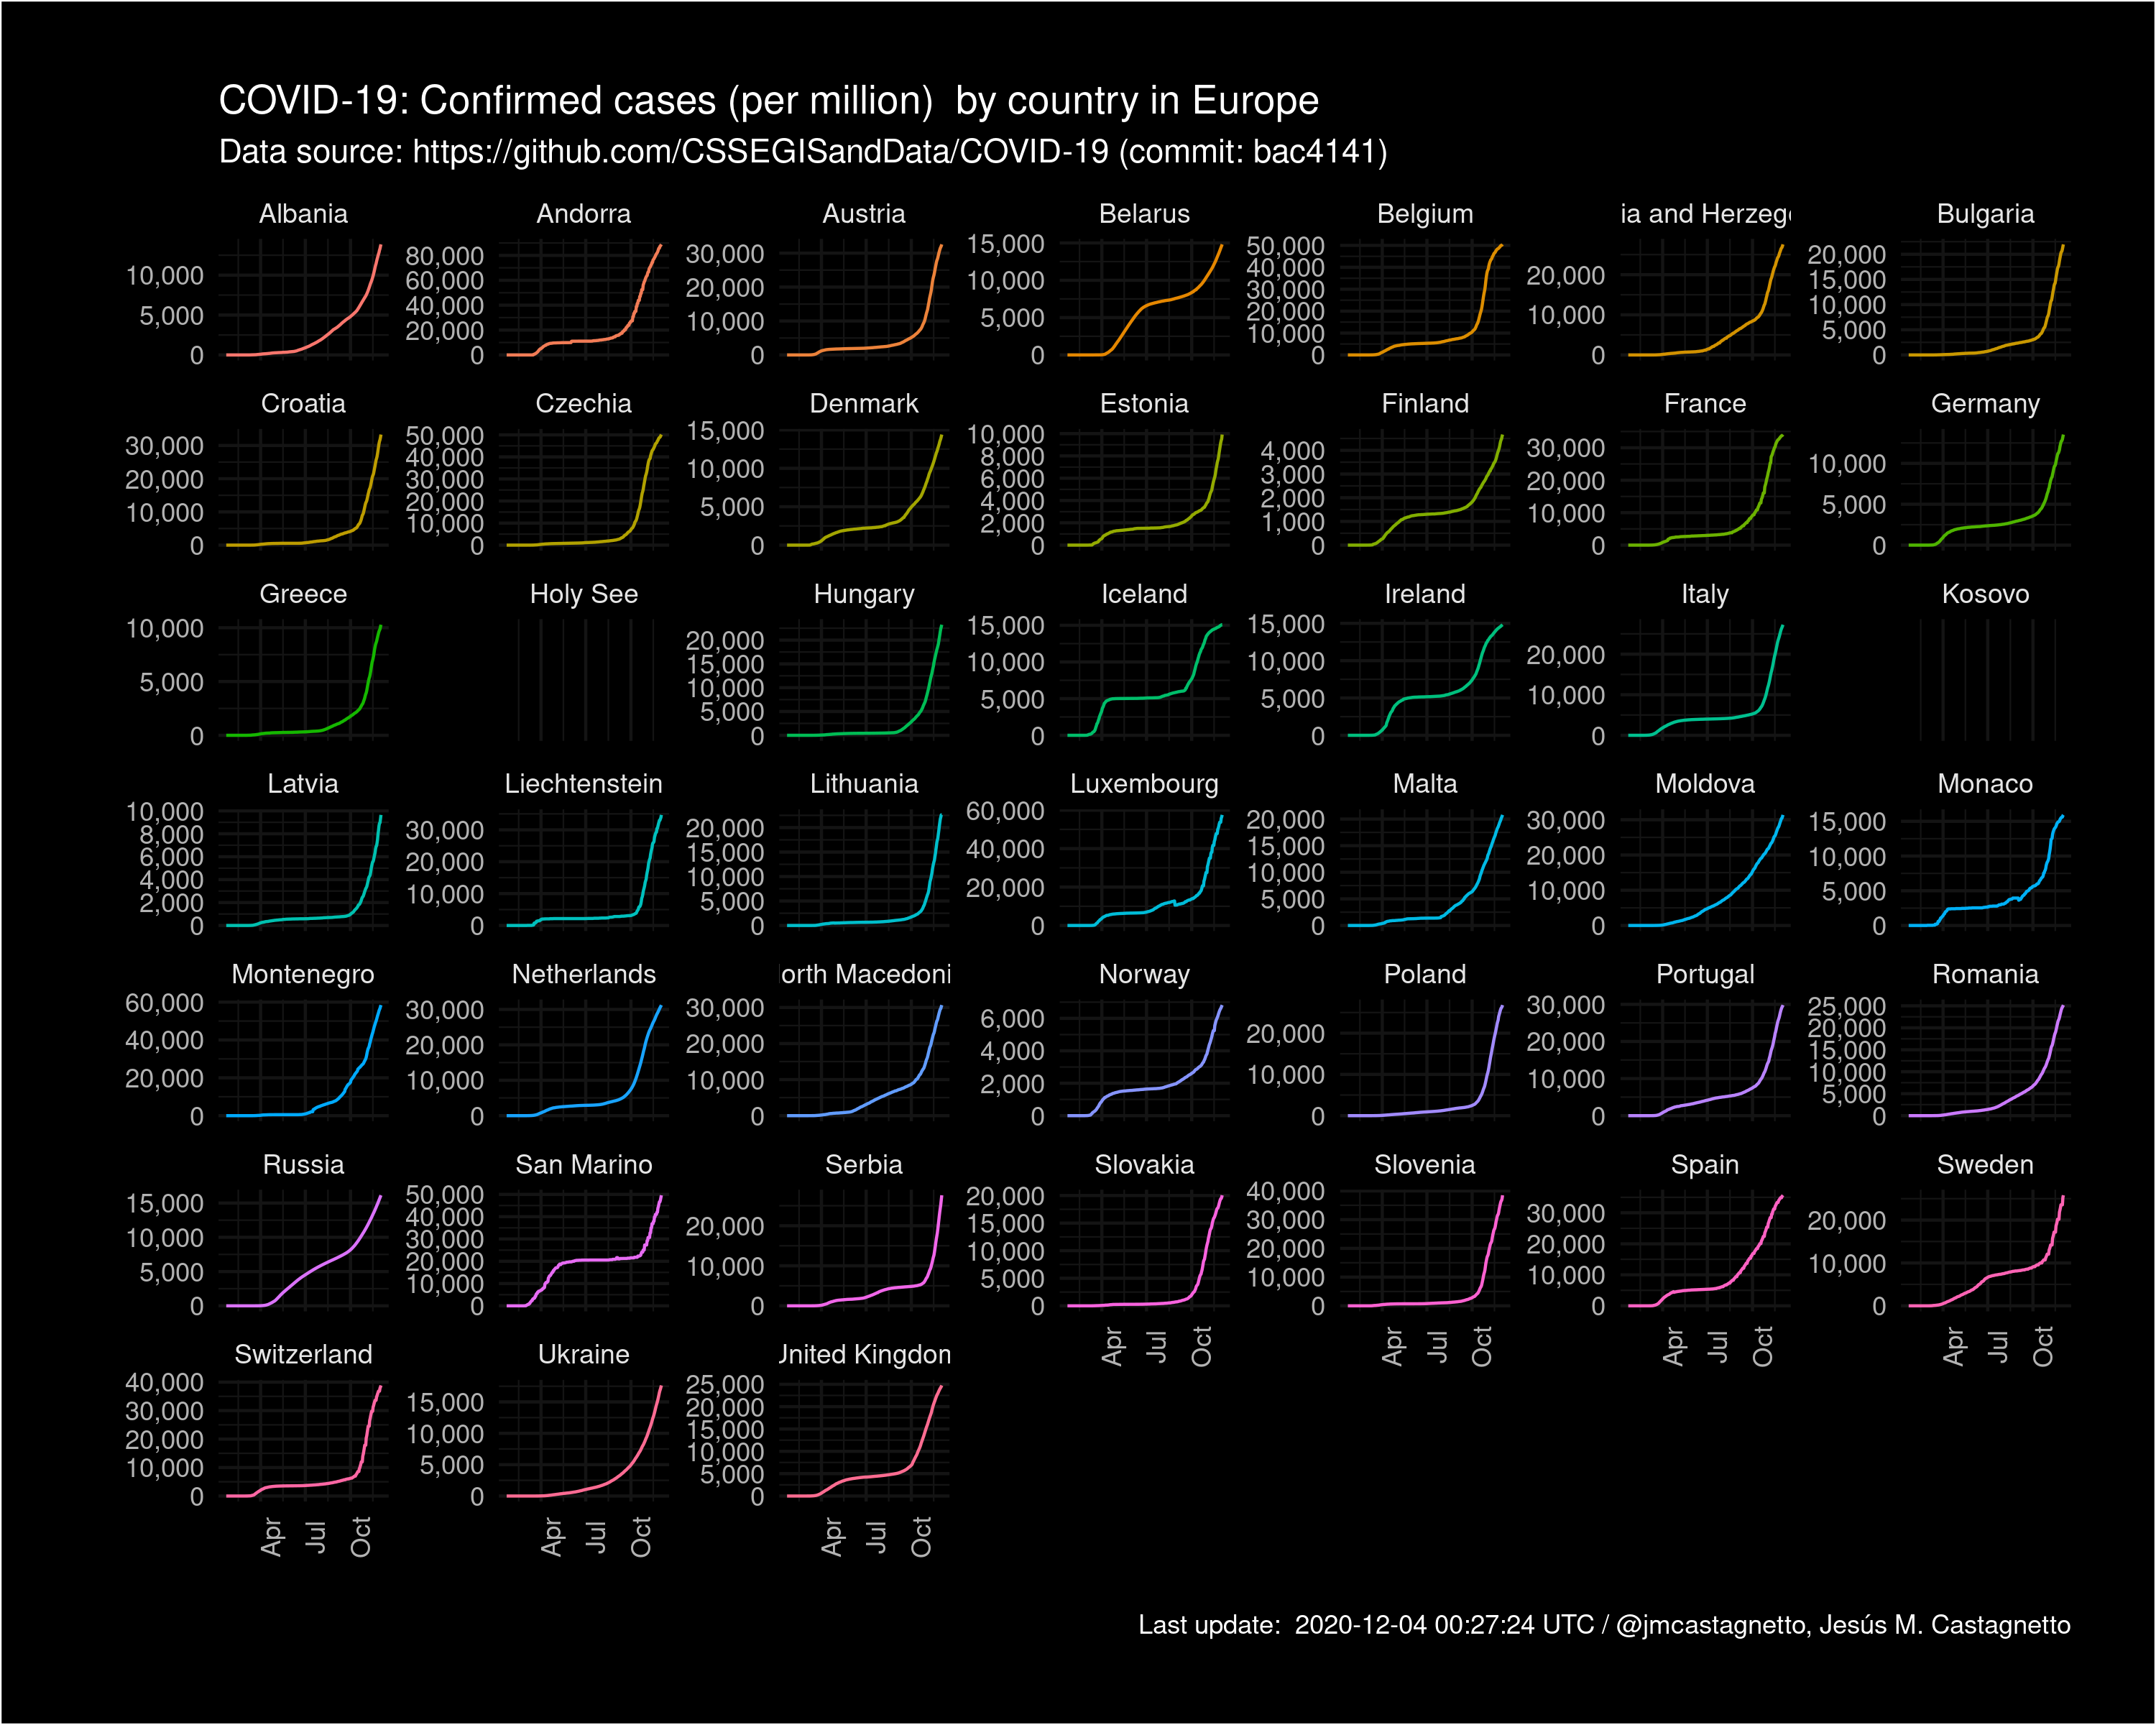 COVID-19: Confirmed cases (per million)  by country in Europe
Data source: https://github.com/CSSEGISandData/COVID-19 (commit: bac4141)
Albania
10,000
5,000
0
Andorra
80,000
60,000
40,000
20,000
0
Austria
30,000
20,000
10,000
0
Belarus
15,000
10,000
5,000
0
Belgium
50,000
40,000
30,000
20,000
10,000
0
ia and Herzeg
20,000
10,000
0
Bulgaria
20,000
15,000
10,000
5,000
0
Croatia
30,000
20,000
10,000
0
Czechia
50,000
40,000
30,000
20,000
10,000
0
Denmark
15,000
10,000
5,000
0
Estonia
10,000
8,000
6,000
4,000
2,000
0
Finland
4,000
3,000
2,000
1,000
0
France
30,000
20,000
10,000
0
Germany
10,000
5,000
0
Greece
10,000
5,000
0
Holy See
Hungary
20,000
15,000
10,000
5,000
0
Iceland
15,000
10,000
5,000
0
Ireland
15,000
10,000
5,000
0
Italy
20,000
10,000
0
Kosovo
Latvia
10,000
8,000
6,000
4,000
2,000
0
Liechtenstein
30,000
20,000
10,000
0
Lithuania
20,000
15,000
10,000
5,000
0
Luxembourg
60,000
40,000
20,000
0
Malta
20,000
15,000
10,000
5,000
0
Moldova
30,000
20,000
10,000
0
Monaco
15,000
10,000
5,000
0
Montenegro
60,000
40,000
20,000
0
Netherlands
30,000
20,000
10,000
0
orth Macedoni
30,000
20,000
10,000
0
Norway
6,000
4,000
2,000
0
Poland
20,000
10,000
0
Portugal
30,000
20,000
10,000
0
Romania
25,000
20,000
15,000
10,000
5,000
0
Russia
15,000
10,000
5,000
0
San Marino
50,000
40,000
30,000
20,000
10,000
0
Serbia
20,000
10,000
0
Slovakia
20,000
15,000
10,000
5,000
0
Apr
Jul
Oct
Slovenia
40,000
30,000
20,000
10,000
0
Apr
Jul
Oct
Spain
30,000
20,000
10,000
0
Apr
Jul
Oct
Sweden
20,000
10,000
0
Apr
Jul
Oct
Switzerland
40,000
30,000
20,000
10,000
0
Apr
Jul
Oct
Ukraine
15,000
10,000
5,000
0
Apr
Jul
Oct
United Kingdom
25,000
20,000
15,000
10,000
5,000
0
Apr
Jul
Oct
Last update:  2020-12-04 00:27:24 UTC / @jmcastagnetto, Jesús M. Castagnetto